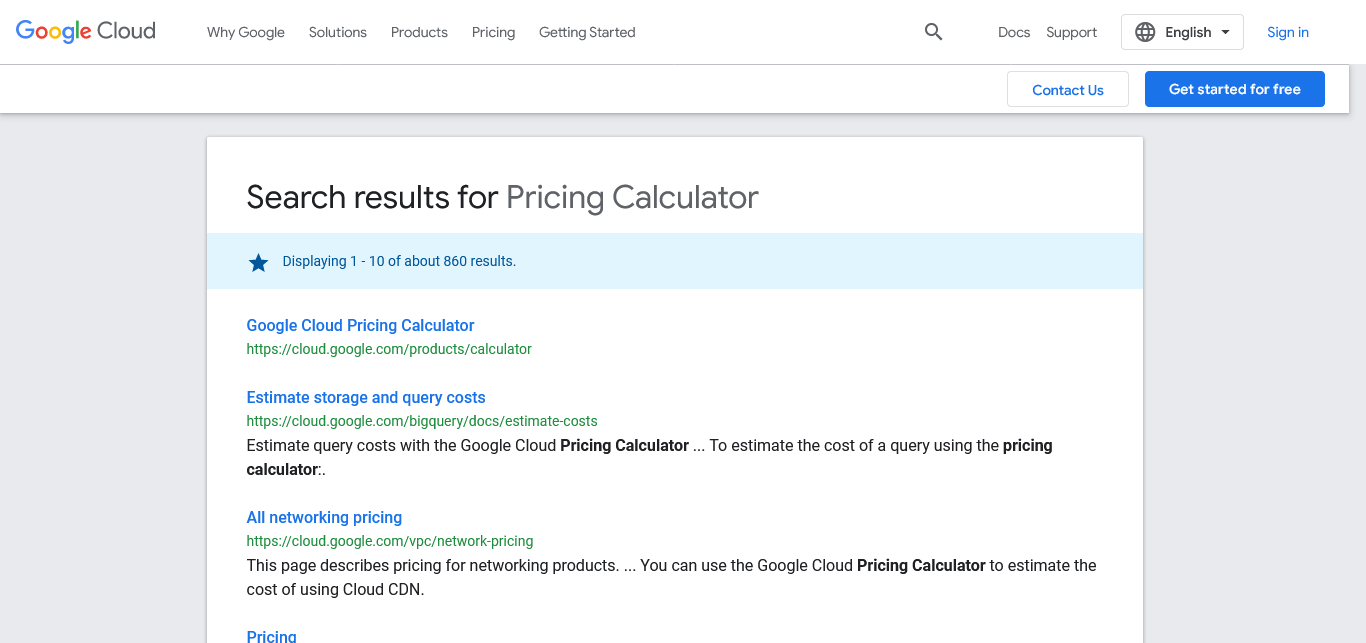 Google Cloud Why Google Solutions Products Pricing Getting Started Docs Support English Sign in
Contact Us Get started for free
Search results for Pricing Calculator
Displaying 1 - 10 of about 860 results.
Google Cloud Pricing Calculator
https://cloud.google.com/products/calculator
Estimate storage and query costs
https://cloud.google.com/bigquery/docs/estimate-costs
Estimate query costs with the Google Cloud Pricing Calculator ... To estimate the cost of a query using the pricing
calculator:.
All networking pricing
https://cloud.google.com/vpc/network-pricing
This page describes pricing for networking products. ... You can use the Google Cloud Pricing Calculator to estimate the
cost of using Cloud CDN.
Pricing